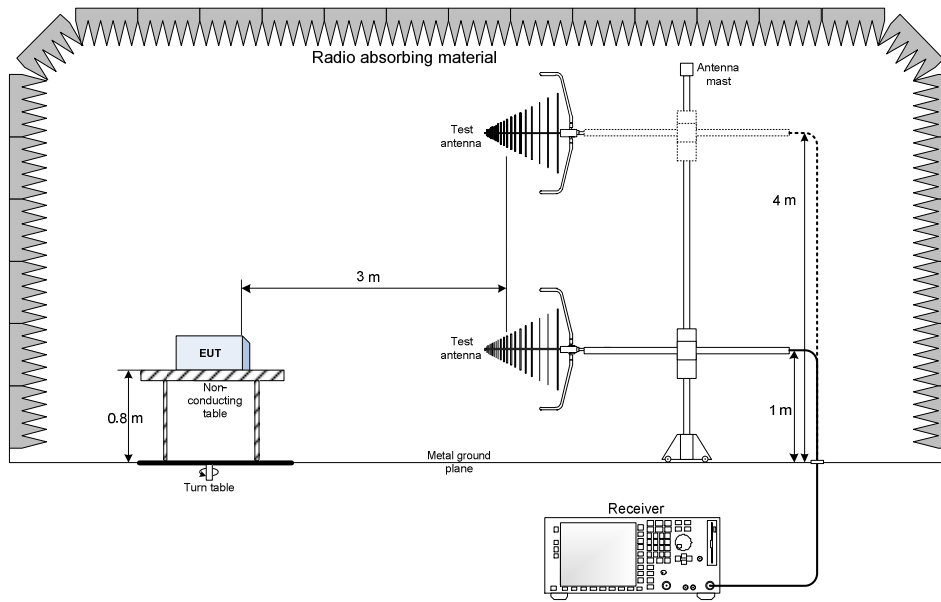 Radio absorbing material
Antenna
mast
Test
antenna
4 m
3 m
Test
antenna
EUT
Non-
conducting
table
0.8 m
1 m
Metal ground
plane
Turn table
Receiver